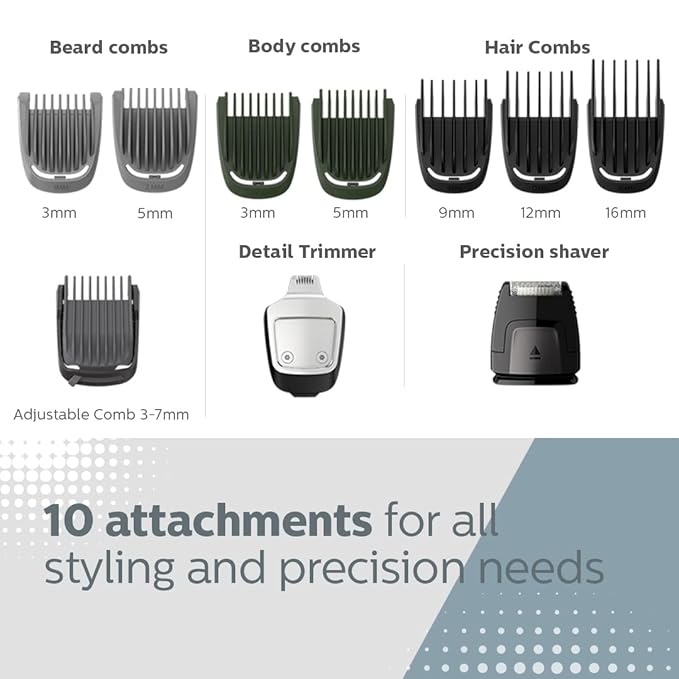 Beard combs
Body combs
Hair Combs
3mm
5mm
3mm
5mm
9mm
12mm
16mm
Detail Trimmer
Precision shaver
Adjustable Comb 3-7mm
10 attachments for all
styling and precision needs